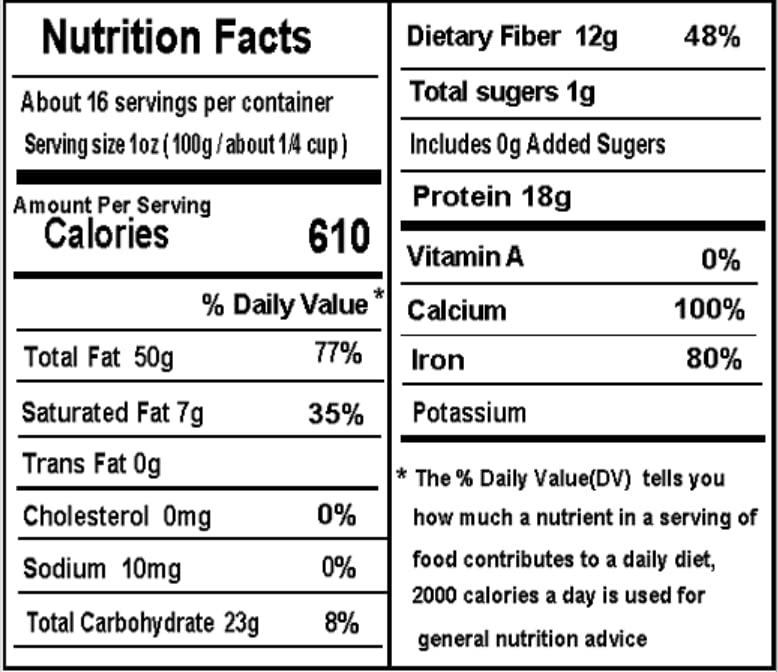 Nutrition Facts
About 16 servings per container
Serving size 1oz ( 100g / about 1/4 cup )
Amount Per Serving
Calories 610
% Daily Value *
Total Fat 50g 77%
Saturated Fat 7g 35%
Trans Fat 0g
Cholesterol 0mg 0%
Sodium 10mg 0%
Total Carbohydrate 23g 8%
Dietary Fiber 12g 48%
Total sugers 1g
Includes 0g Added Sugers
Protein 18g
Vitamin A 0%
Calcium 100%
Iron 80%
Potassium
* The % Daily Value(DV) tells you
how much a nutrient in a serving of
food contributes to a daily diet,
2000 calories a day is used for
general nutrition advice